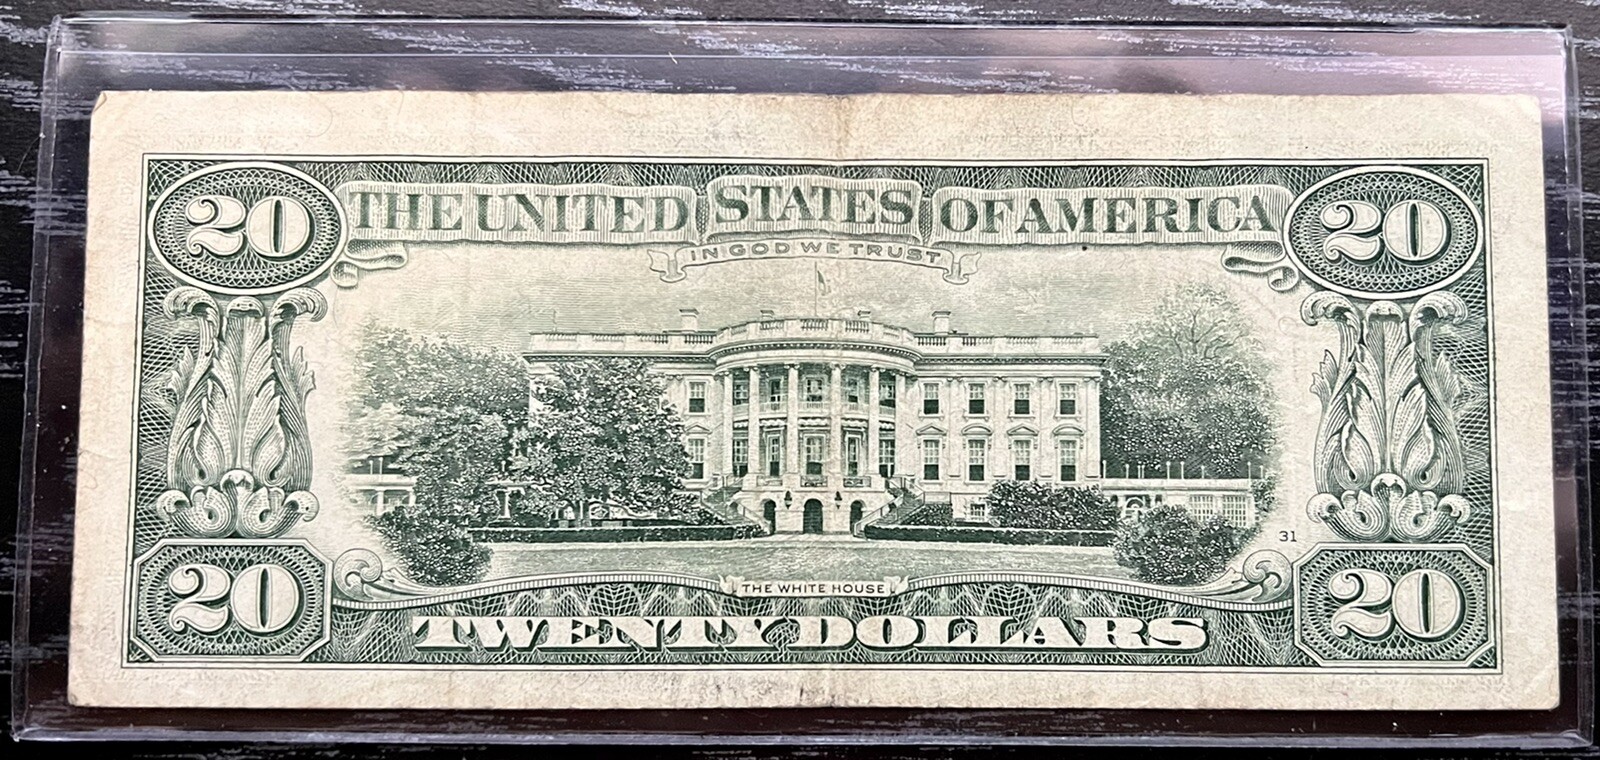 20 THE UNITED STATES OF AMERICA 20
IN GOD WE TRUST
31
THE WHITE HOUSE
20 TWENTY DOLLARS 20